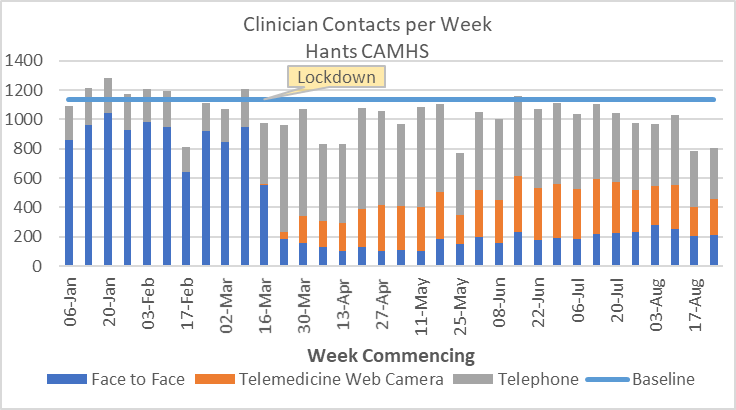 Clinician Contacts per Week
Hants CAMHS
1400
1200
1000
800
600
400
200
0
Lockdown
06-Jan
20-Jan
03-Feb
17-Feb
02-Mar
16-Mar
30-Mar
13-Apr
27-Apr
11-May
25-May
08-Jun
22-Jun
06-Jul
20-Jul
03-Aug
17-Aug
Week Commencing
Face to Face Telemedicine Web Camera Telephone Baseline